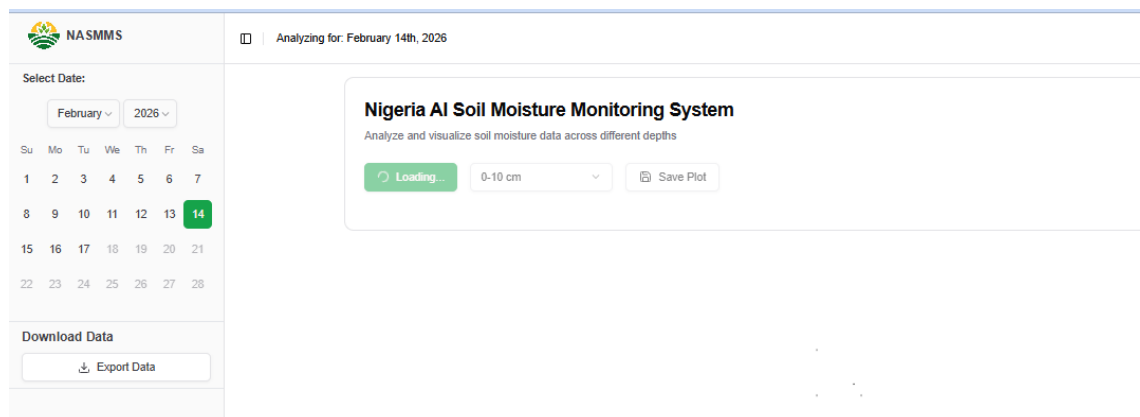 NASMMS
Analyzing for: February 14th, 2026
Select Date:
February 2026
Su Mo Tu We Th Fr Sa
1 2 3 4 5 6 7
8 9 10 11 12 13 14
15 16 17 18 19 20 21
22 23 24 25 26 27 28
Download Data
Export Data
Nigeria AI Soil Moisture Monitoring System
Analyze and visualize soil moisture data across different depths
Loading... 0-10 cm Save Plot